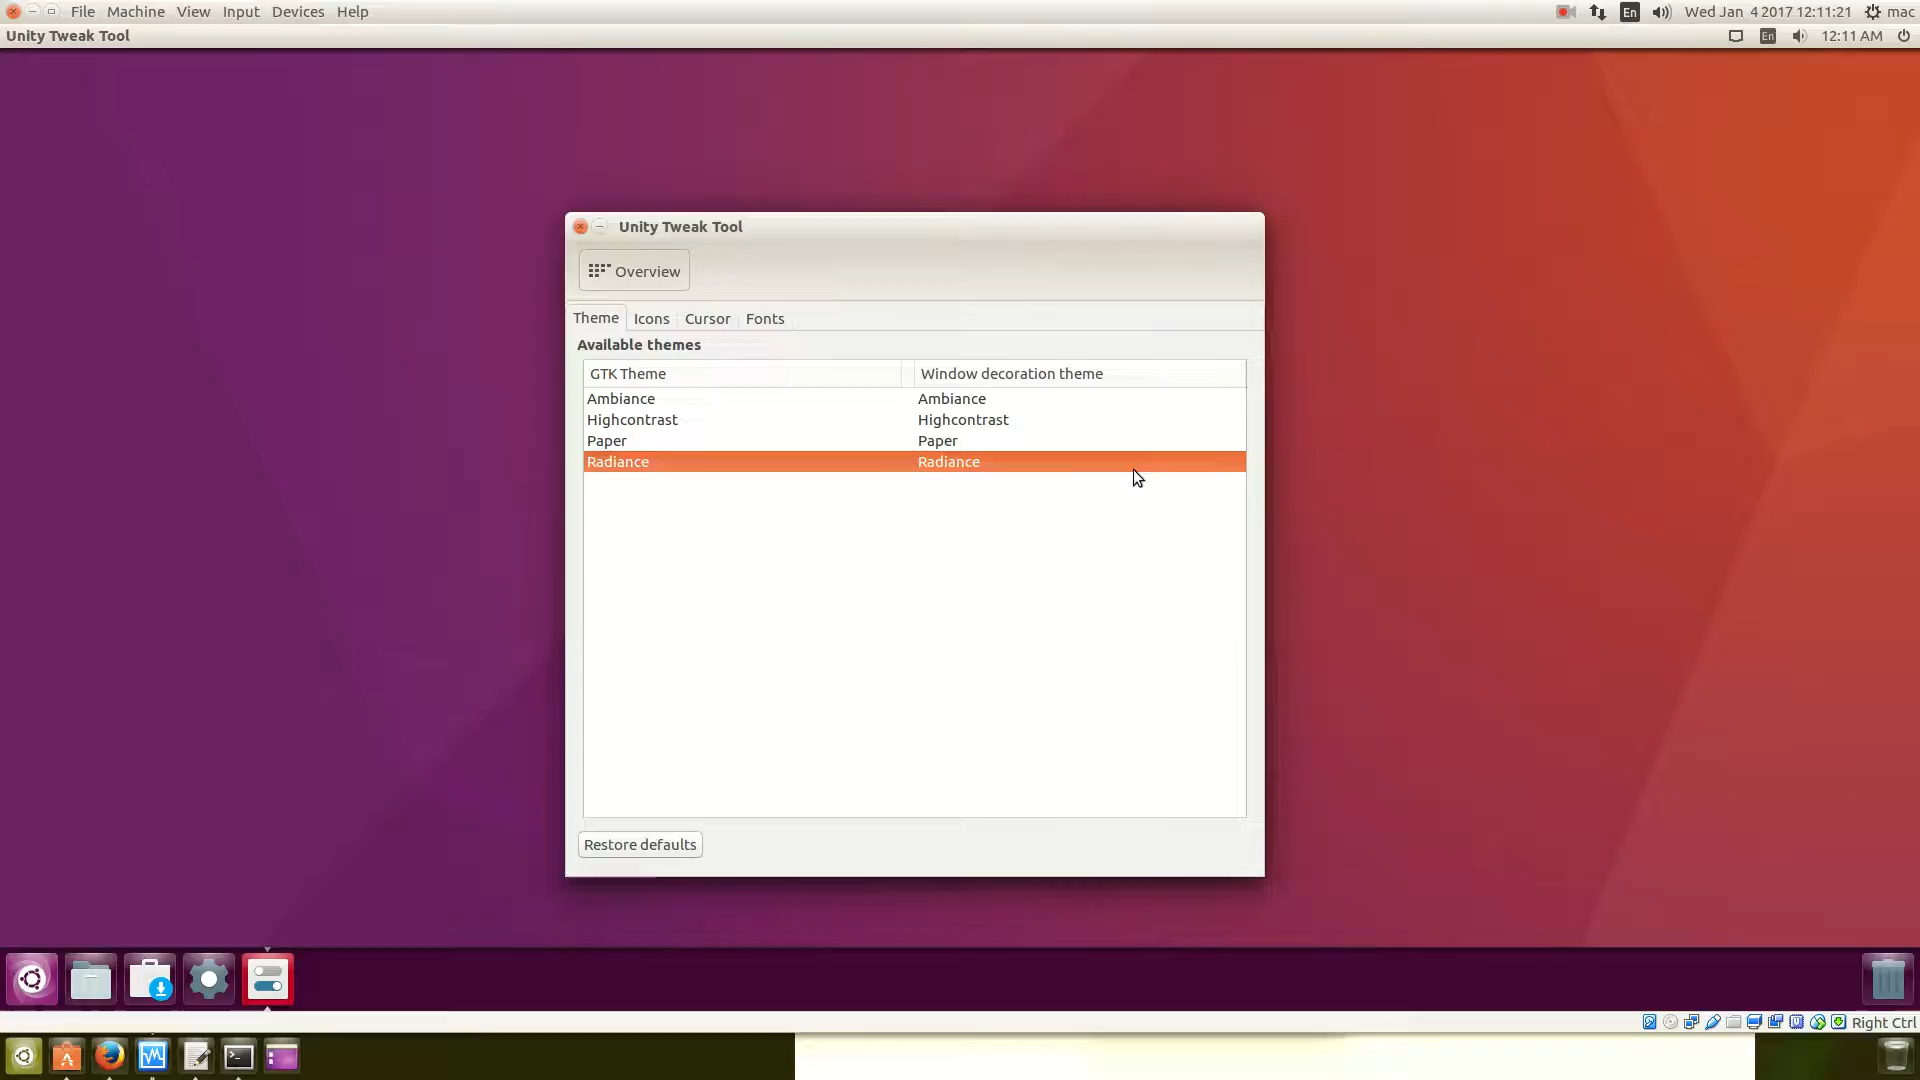 File Machine View Input Devices Help En Wed Jan 4 2017 12:11:21 mac
Unity Tweak Tool En 12:11 AM
Unity Tweak Tool
Overview
Theme Icons Cursor Fonts
Available themes
GTK Theme Window decoration theme
Ambiance Ambiance
Highcontrast Highcontrast
Paper Paper
Radiance Radiance
Restore defaults
Right Ctrl